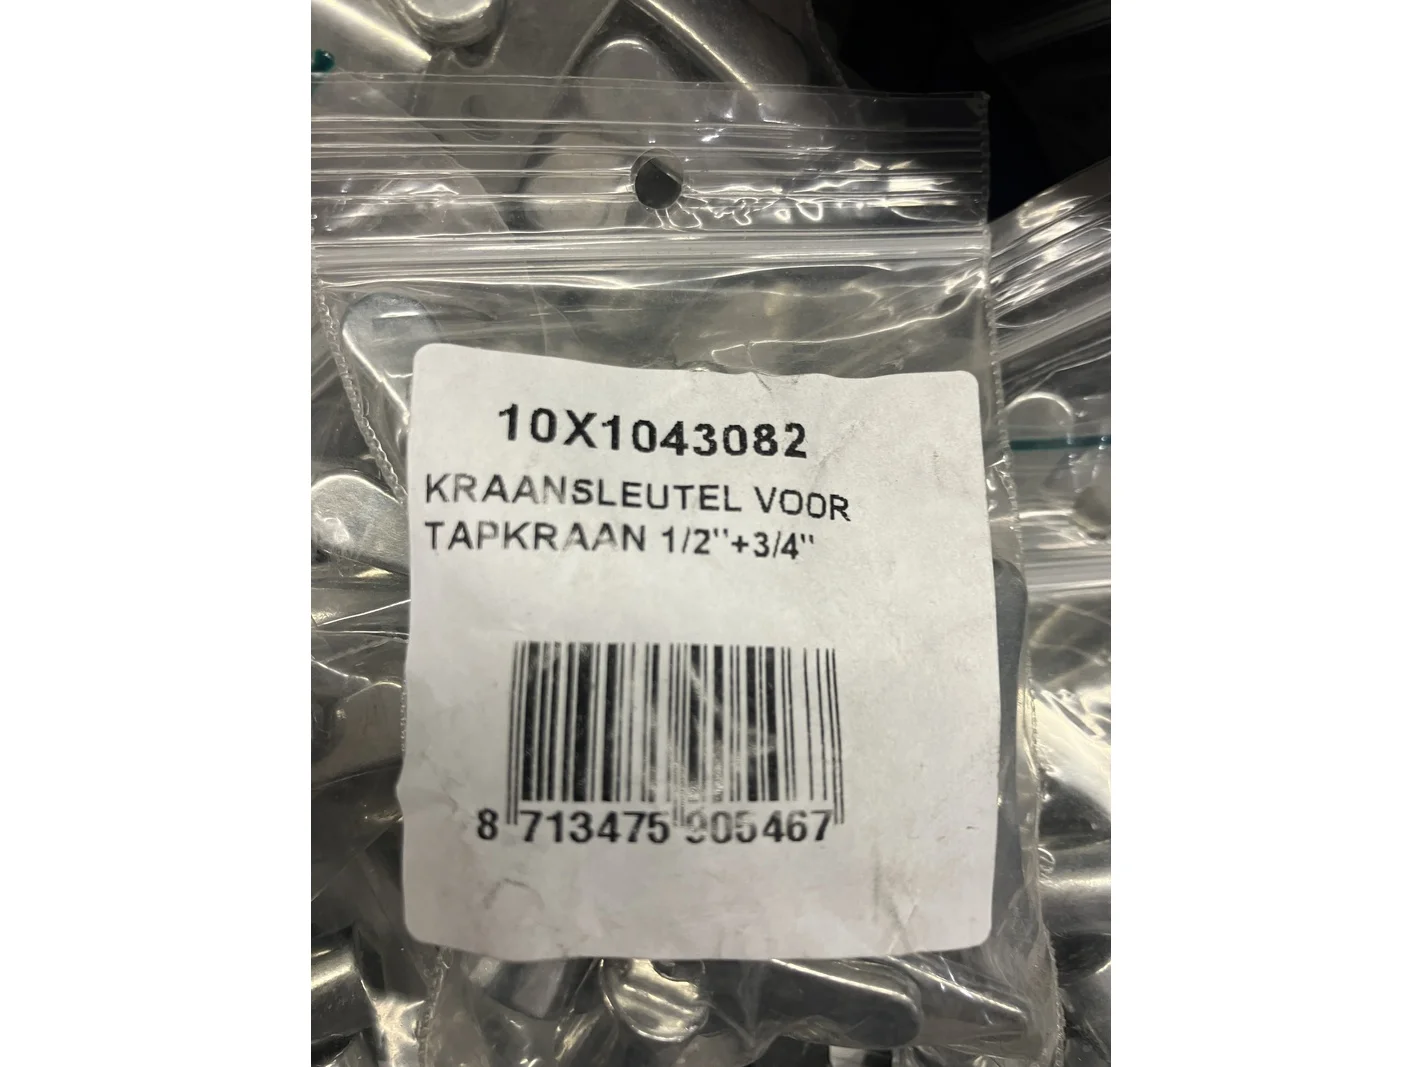 10X1043082
KRAANSLEUTEL VOOR
TAPKRAAN 1/2"+3/4"
8 713475 905467